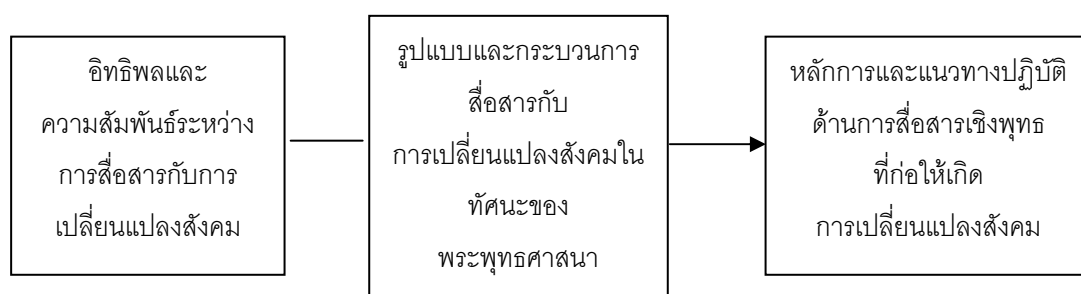 อิทธิพลและ
ความสัมพันธ์ระหว่าง
การสื่อสารกับการ
เปลี่ยนแปลงสังคม
รูปแบบและกระบวนการ
สื่อสารกับ
การเปลี่ยนแปลงสังคมใน
ทัศนะของ
พระพุทธศาสนา
หลักการและแนวทางปฏิบัติ
ด้านการสื่อสารเชิงพุทธ
ที่ก่อให้เกิด
การเปลี่ยนแปลงสังคม